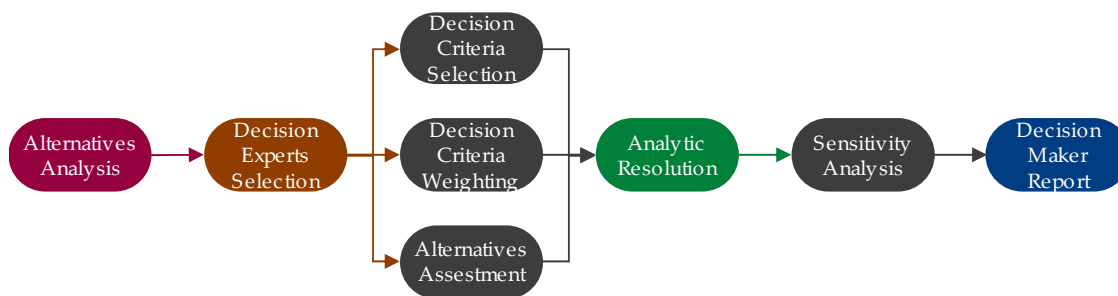 Alternatives
Analysis
Decision
Experts
Selection
Decision
Criteria
Selection
Decision
Criteria
Weighting
Alternatives
Assestment
Analytic
Resolution
Sensitivity
Analysis
Decision
Maker
Report